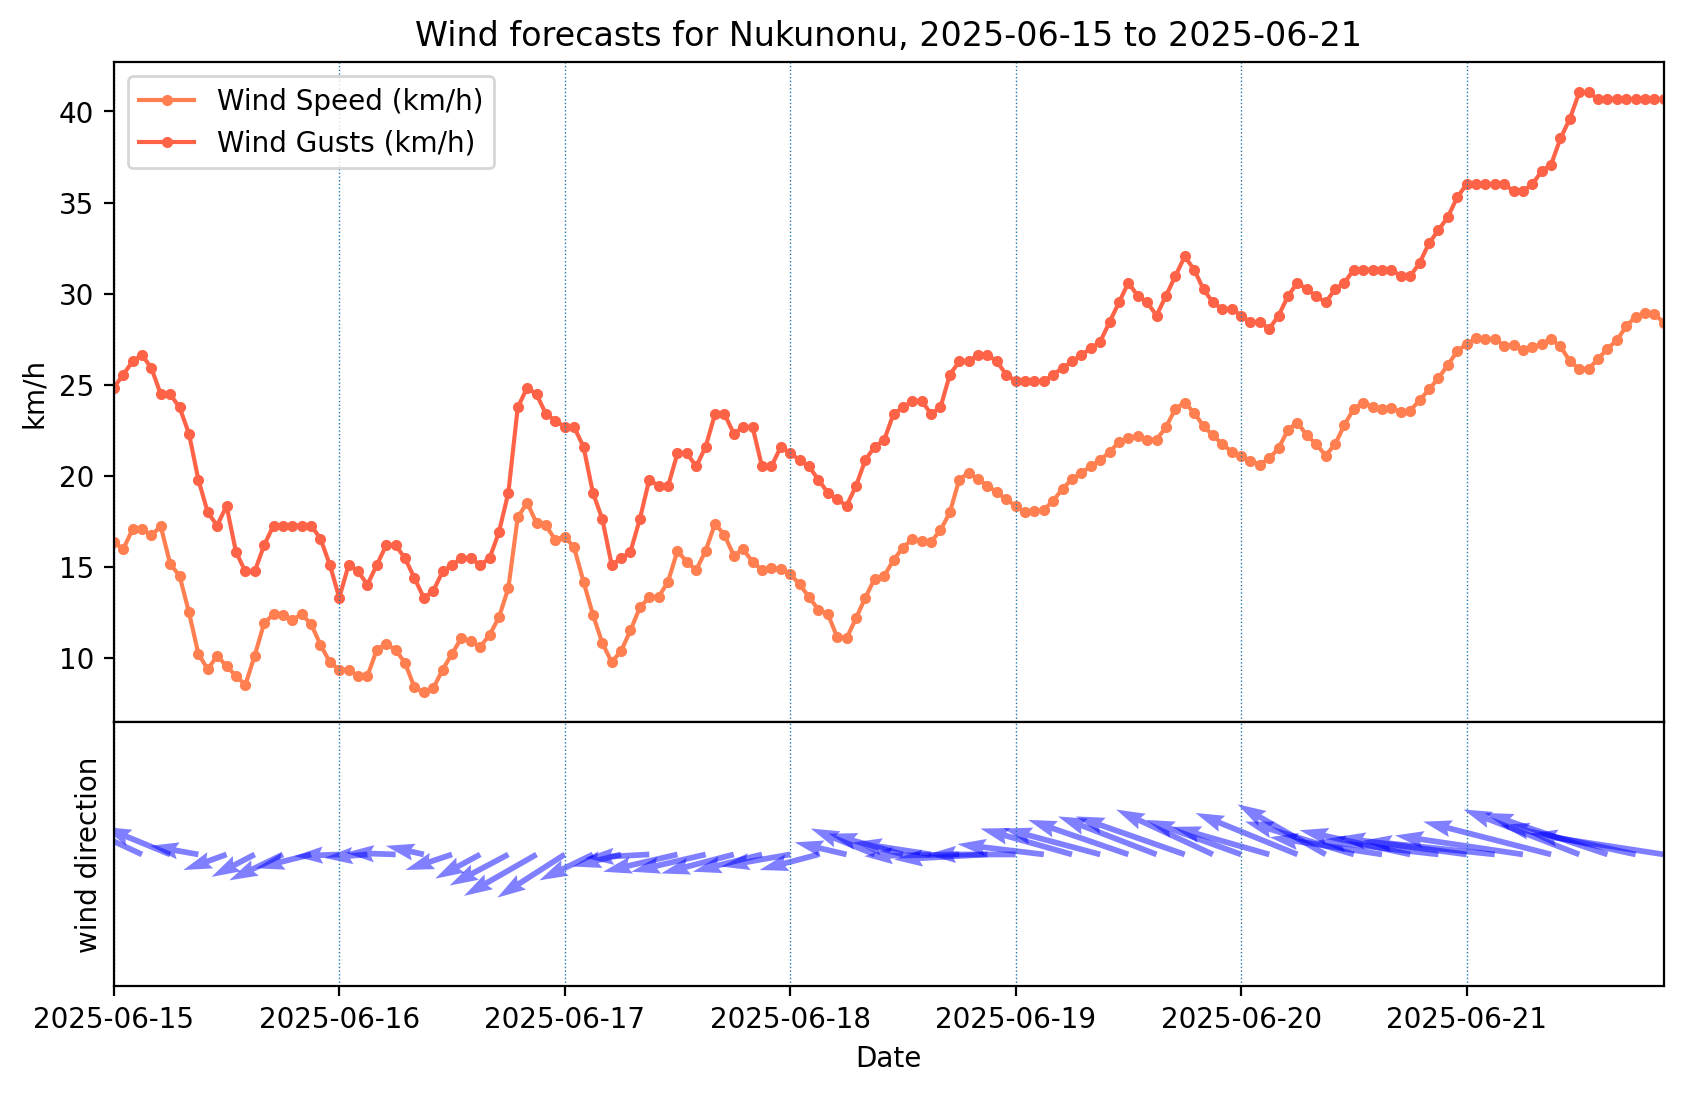 Wind forecasts for Nukunonu, 2025-06-15 to 2025-06-21
Wind Speed (km/h)
Wind Gusts (km/h)
40
35
30
25
20
15
10
km/h
wind direction
2025-06-15 2025-06-16 2025-06-17 2025-06-18 2025-06-19 2025-06-20 2025-06-21
Date